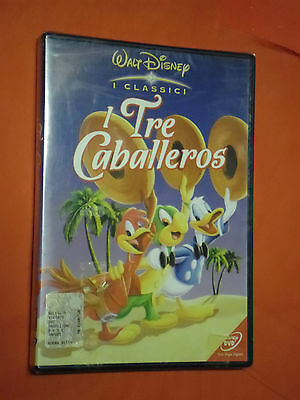 WALT DISNEY
I CLASSICI
I Tre
Caballeros
DVD